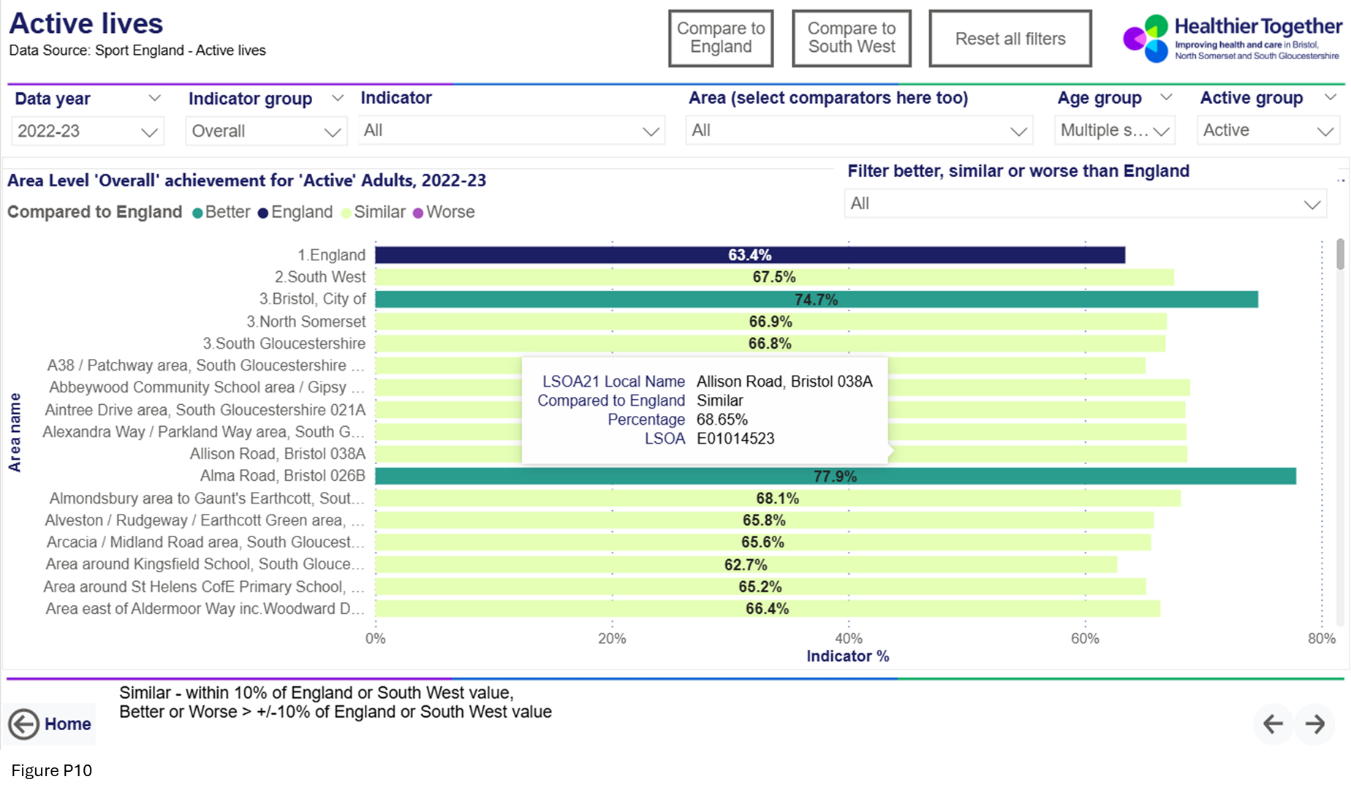 Active lives
Data Source: Sport England - Active lives
Compare to
England
Compare to
South West
Reset all filters
Healthier Together
Improving health and care in Bristol,
North Somerset and South Gloucestershire
Data year
2022-23
Indicator group
Overall
Indicator
All
Area (select comparators here too)
All
Age group
Multiple s...
Active group
Active
Area Level 'Overall' achievement for 'Active' Adults, 2022-23
Filter better, similar or worse than England
All
Compared to England Better England Similar Worse
Area name
1.England 63.4%
2.South West 67.5%
3.Bristol, City of 74.7%
3.North Somerset 66.9%
3.South Gloucestershire 66.8%
A38 / Patchway area, South Gloucestershire ...
Abbeywood Community School area / Gipsy ...
Aintree Drive area, South Gloucestershire 021A
Alexandra Way / Parkland Way area, South G...
Allison Road, Bristol 038A
LSOA21 Local Name Allison Road, Bristol 038A
Compared to England Similar
Percentage 68.65%
LSOA E01014523
Alma Road, Bristol 026B 77.9%
Almondsbury area to Gaunt's Earthcott, Sout... 68.1%
Alveston / Rudgeway / Earthcott Green area, ... 65.8%
Arcacia / Midland Road area, South Gloucest... 65.6%
Area around Kingsfield School, South Glouce... 62.7%
Area around St Helens CofE Primary School, ... 65.2%
Area east of Aldermoor Way inc.Woodward D... 66.4%
0% 20% 40% 60% 80%
Indicator %
Similar - within 10% of England or South West value,
Better or Worse > +/-10% of England or South West value
Home
Figure P10